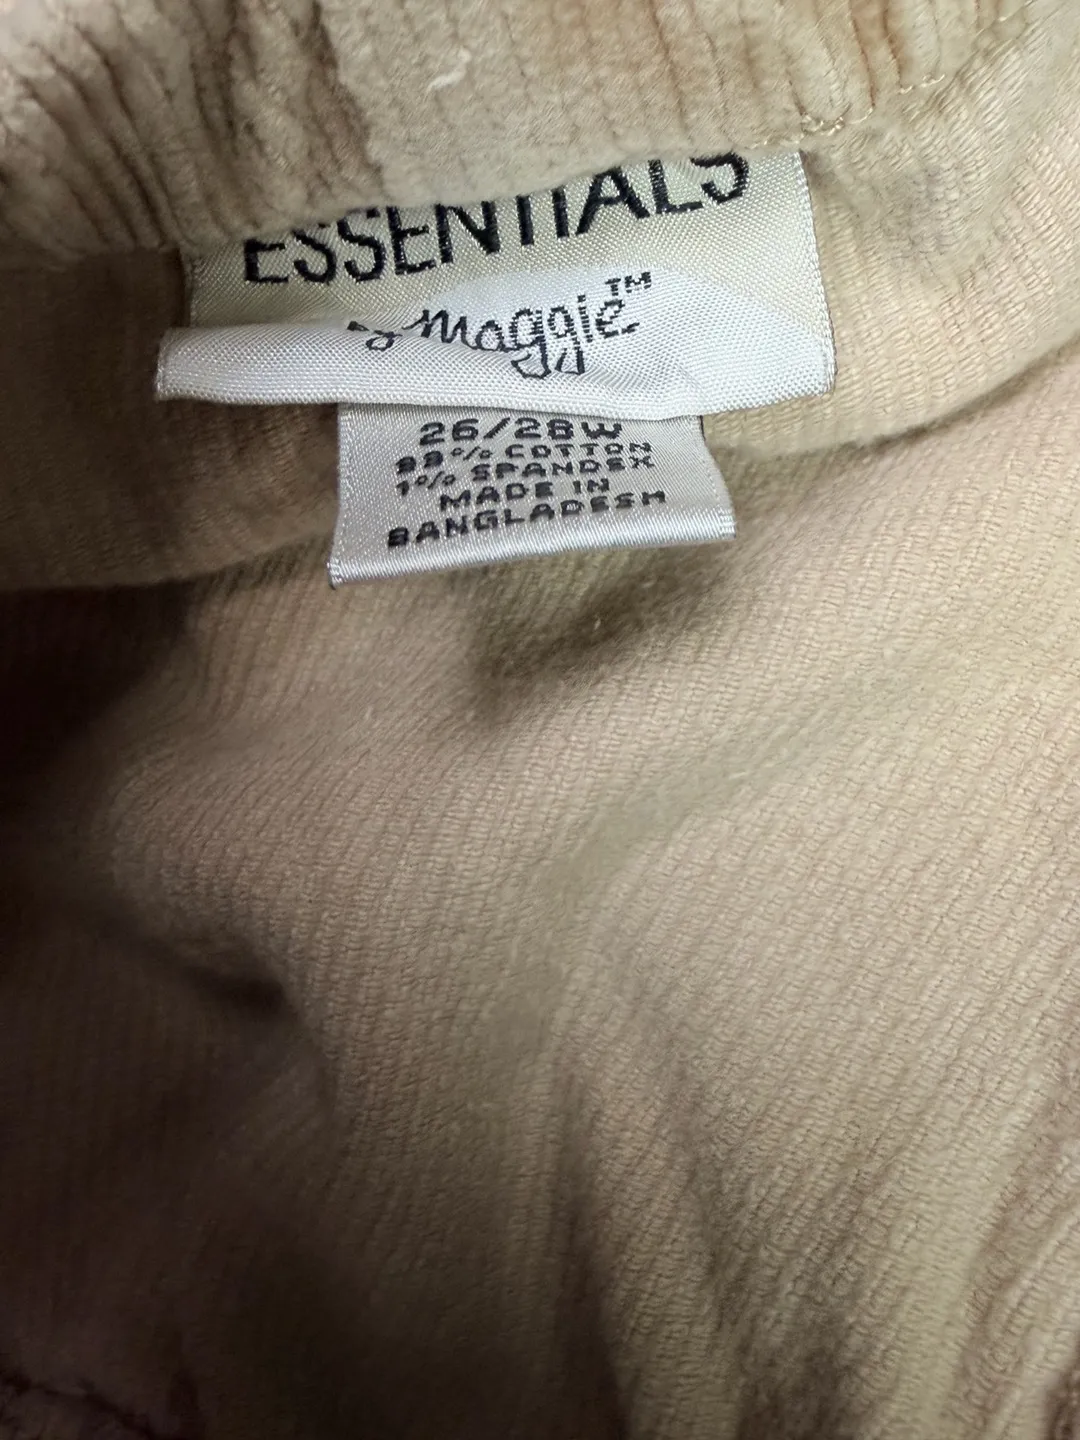 ESSENTIALS
by Maggie™
26/28W
99% COTTON
1% SPANDEX
MADE IN
BANGLADESH